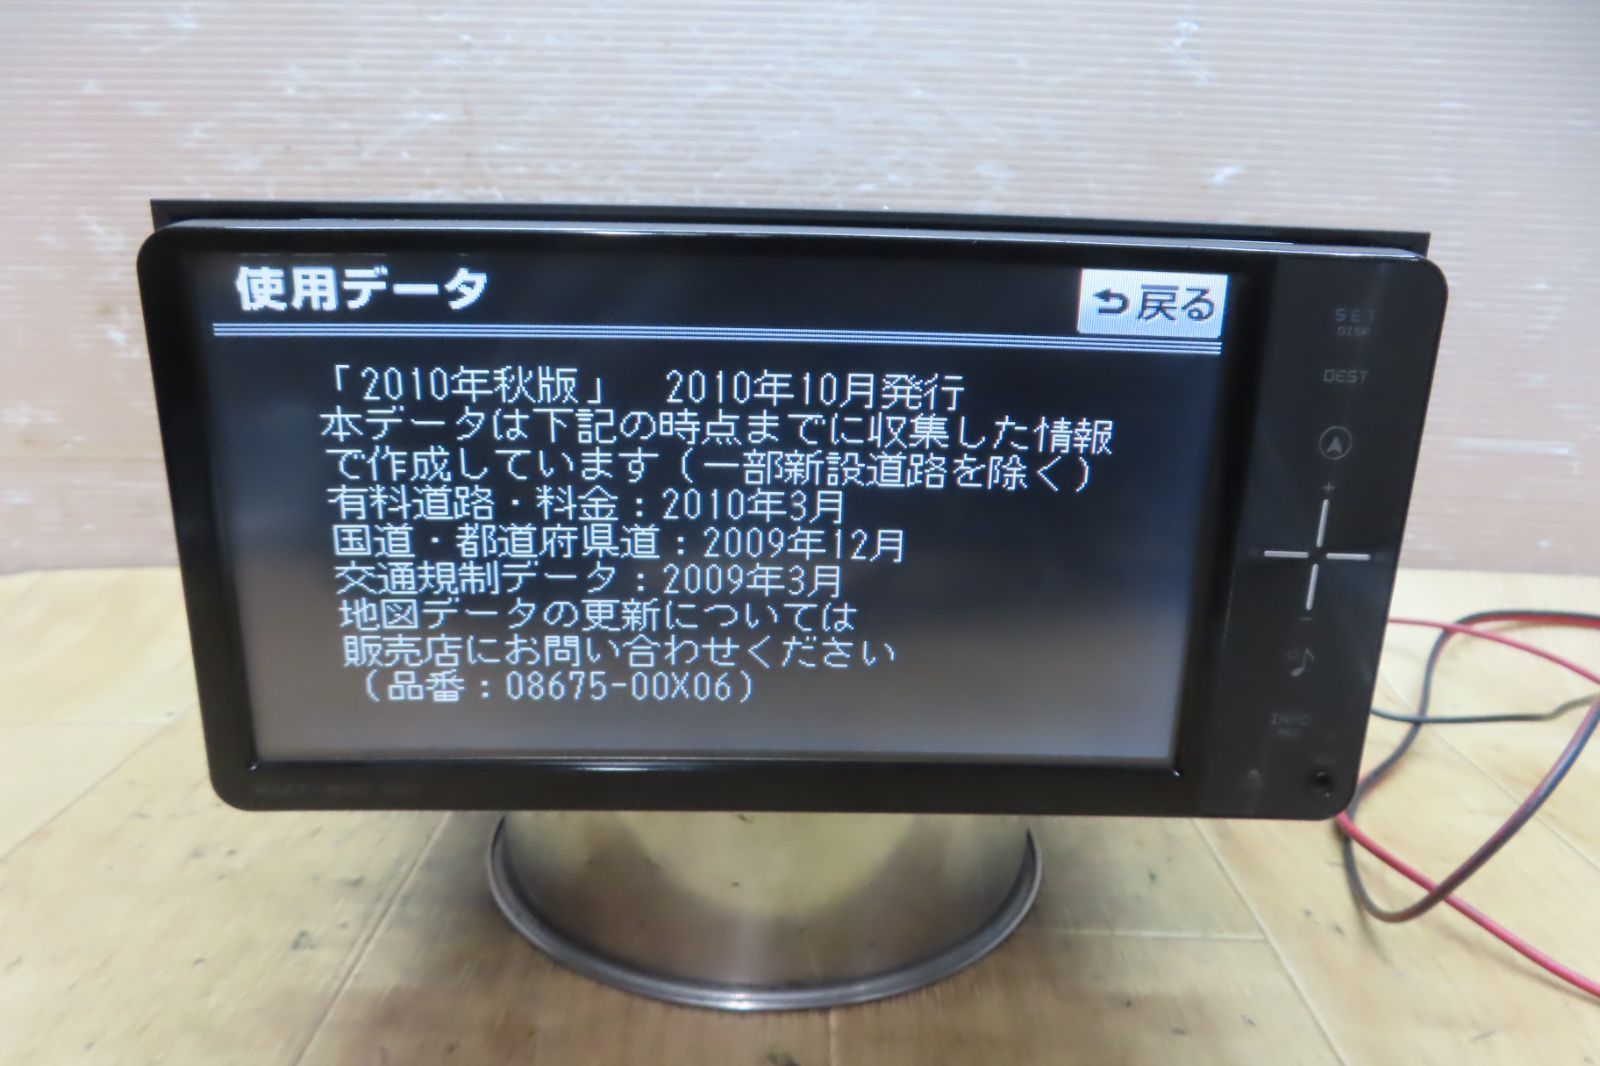 使用データ
戻る
「2010年秋版」 2010年10月発行
本データは下記の時点までに収集した情報
で作成しています（一部新設道路を除く）
有料道路・料金：2010年3月
国道・都道府県道：2009年12月
交通規制データ：2009年3月
地図データの更新については
販売店にお問い合わせください
（品番：08675-00X06）
SET
DISP
DEST
+
-
INFO
REC